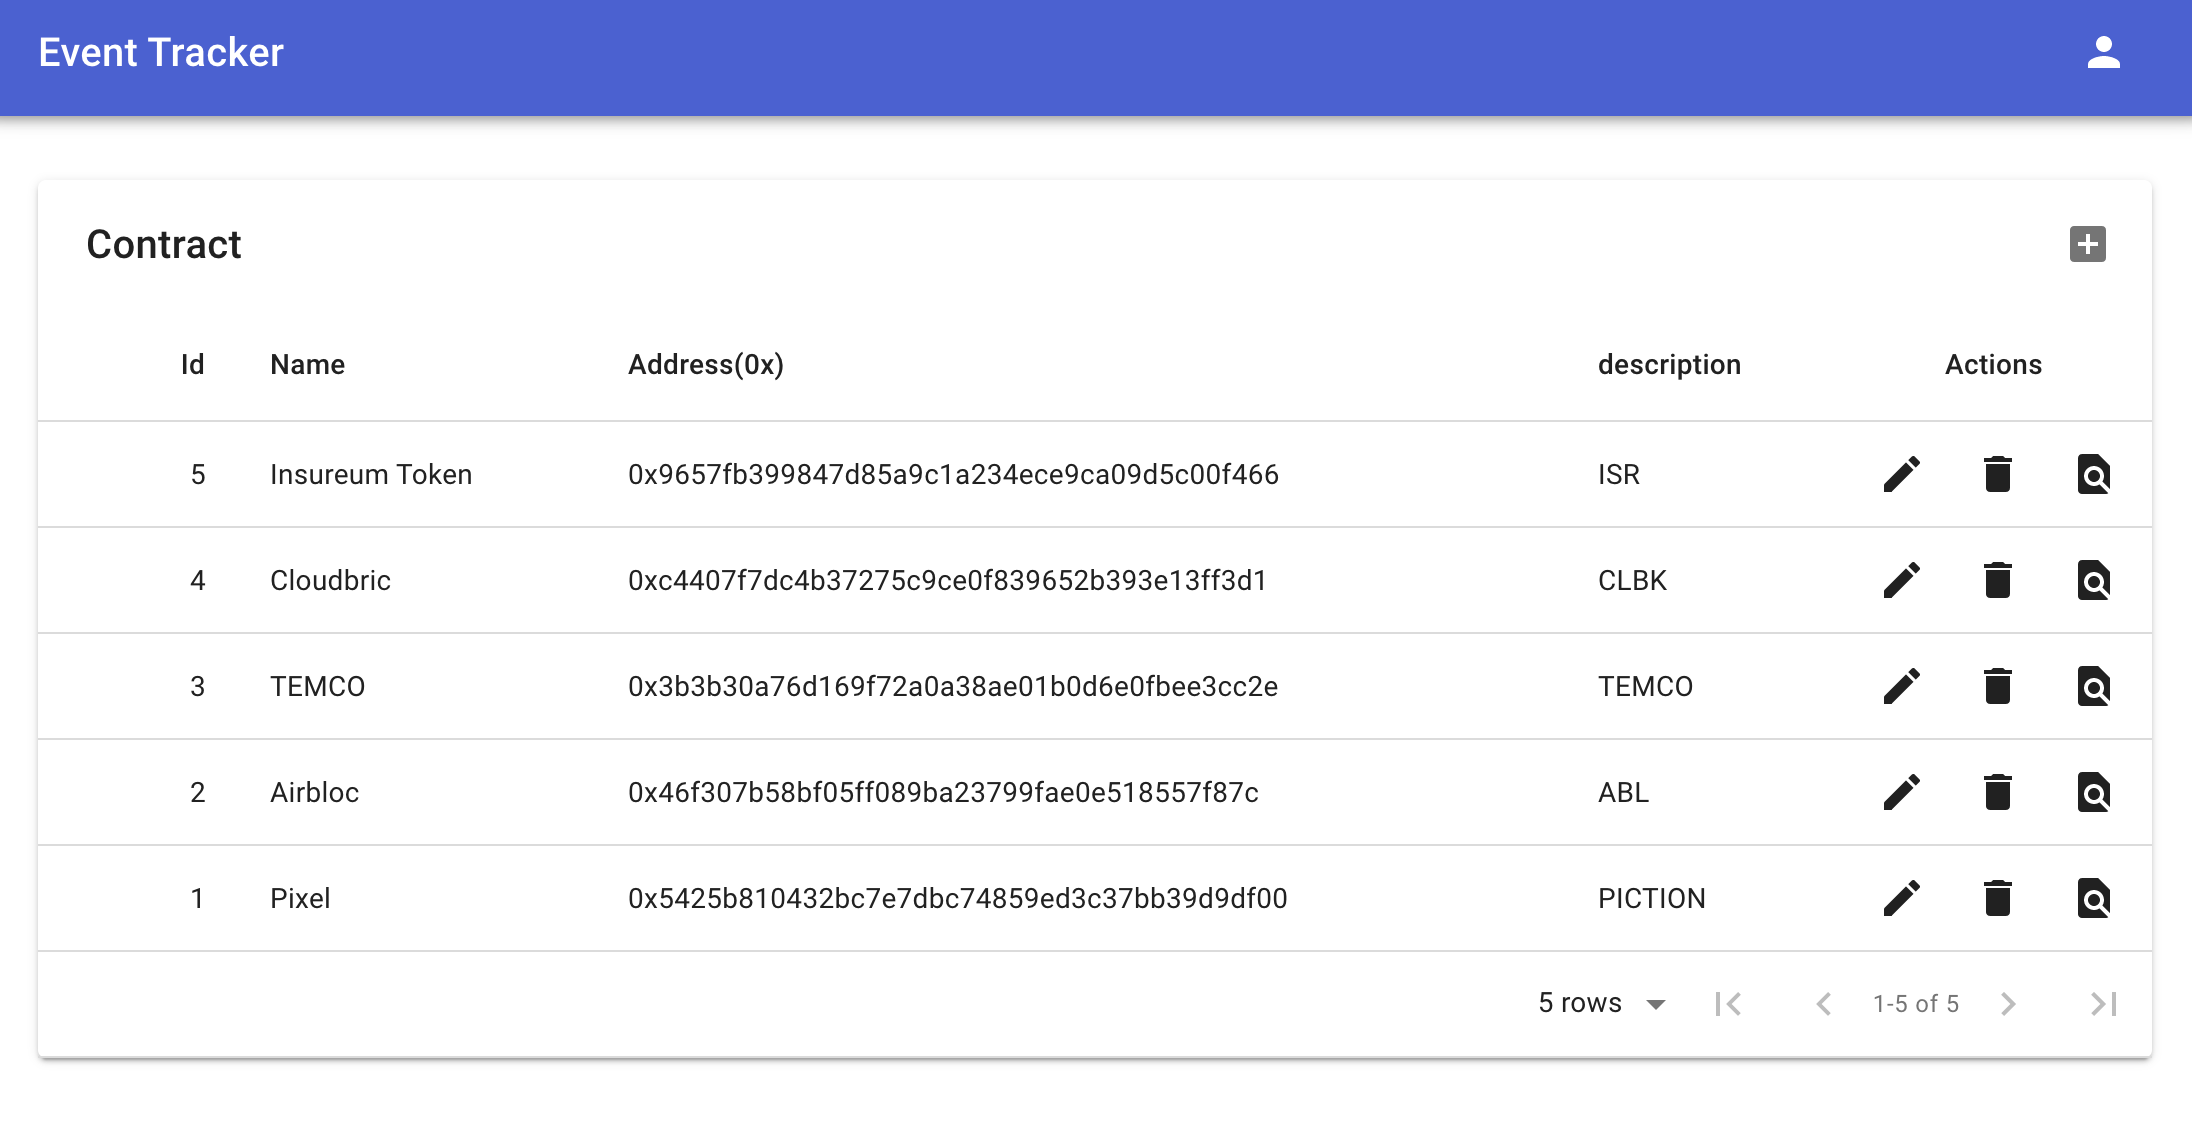 Event Tracker
Contract
Id Name Address(0x) description Actions
5 Insureum Token 0x9657fb399847d85a9c1a234ece9ca09d5c00f466 ISR
4 Cloudbric 0xc4407f7dc4b37275c9ce0f839652b393e13ff3d1 CLBK
3 TEMCO 0x3b3b30a76d169f72a0a38ae01b0d6e0fbee3cc2e TEMCO
2 Airbloc 0x46f307b58bf05ff089ba23799fae0e518557f87c ABL
1 Pixel 0x5425b810432bc7e7dbc74859ed3c37bb39d9df00 PICTION
5 rows 1-5 of 5